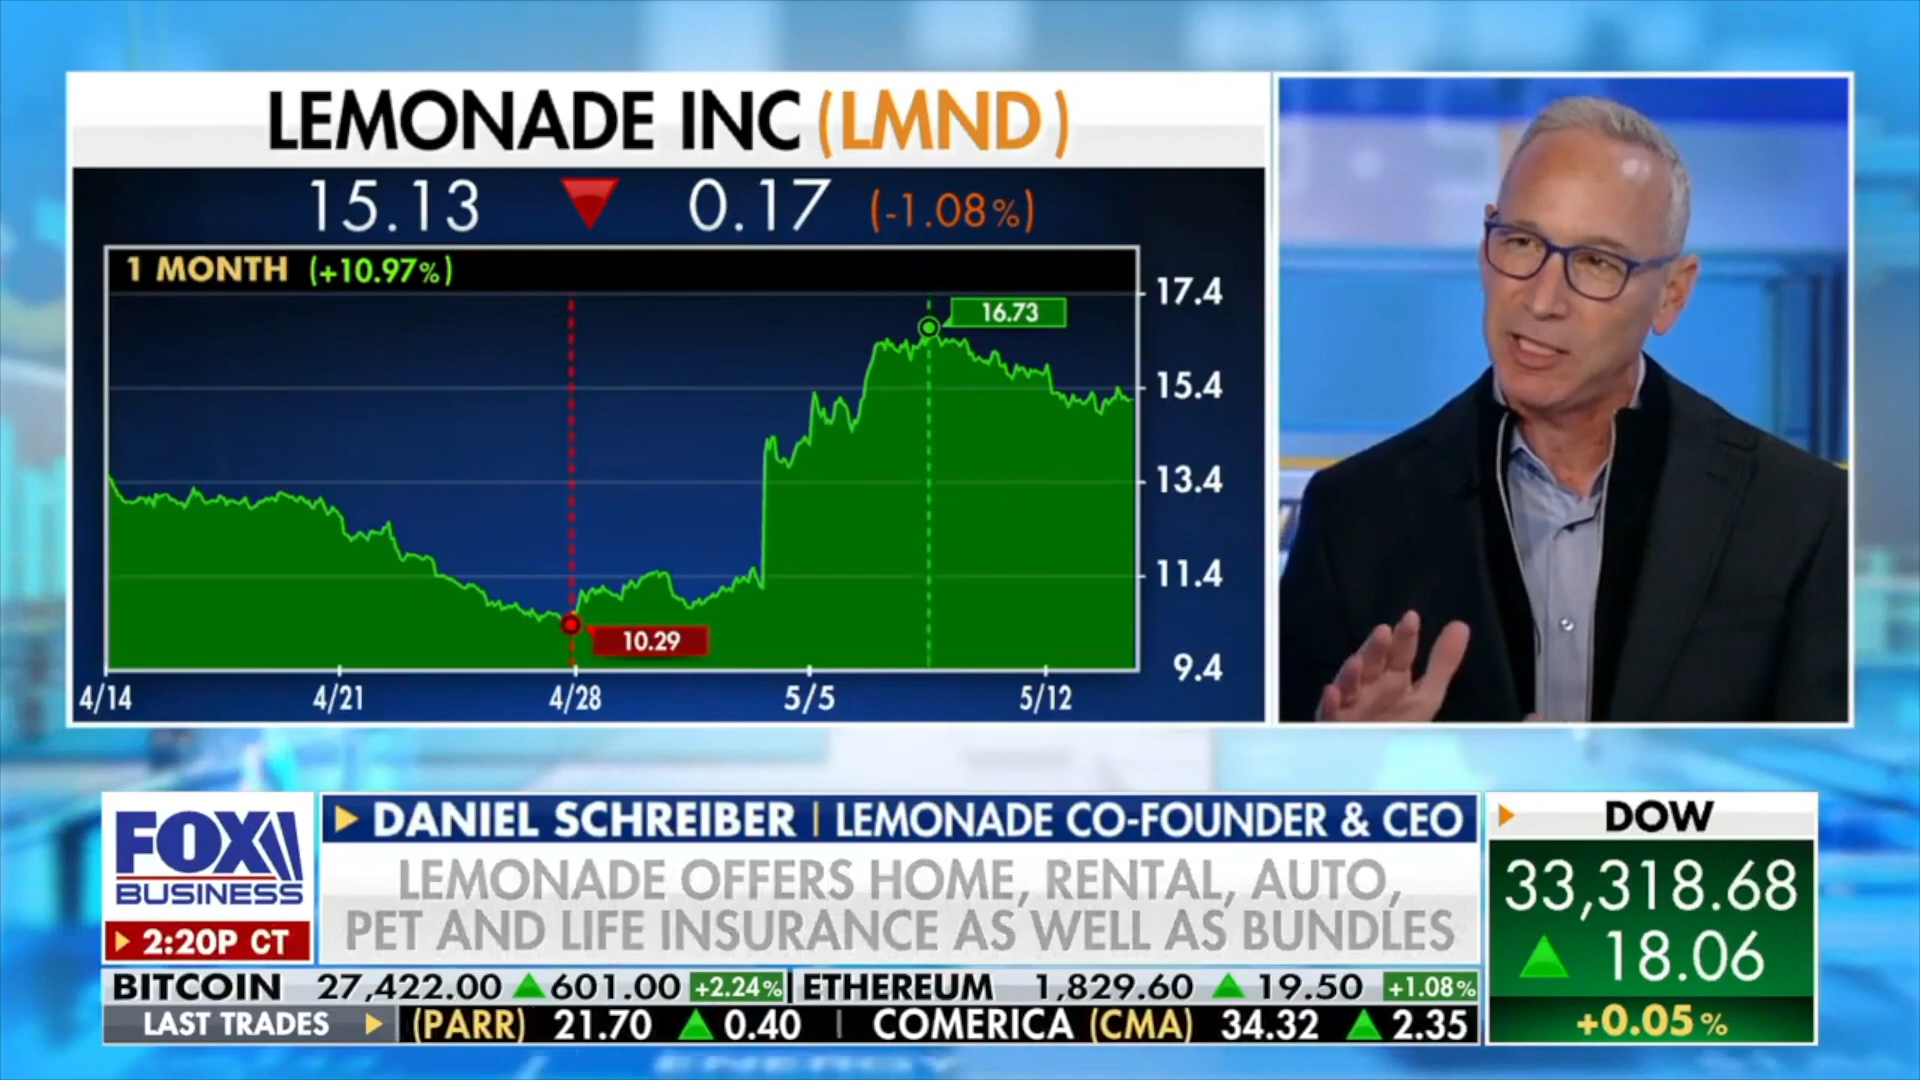 LEMONADE INC (LMND)
15.13 ▼ 0.17 (-1.08%)
1 MONTH (+10.97%)
17.4
16.73
15.4
13.4
11.4
10.29
9.4
4/14 4/21 4/28 5/5 5/12
FOX BUSINESS
2:20P CT
DANIEL SCHREIBER | LEMONADE CO-FOUNDER & CEO
LEMONADE OFFERS HOME, RENTAL, AUTO,
PET AND LIFE INSURANCE AS WELL AS BUNDLES
DOW
33,318.68
▲ 18.06
+0.05%
BITCOIN 27,422.00 ▲ 601.00 +2.24% | ETHEREUM 1,829.60 ▲ 19.50 +1.08%
LAST TRADES (PARR) 21.70 ▲ 0.40 | COMERICA (CMA) 34.32 ▲ 2.35